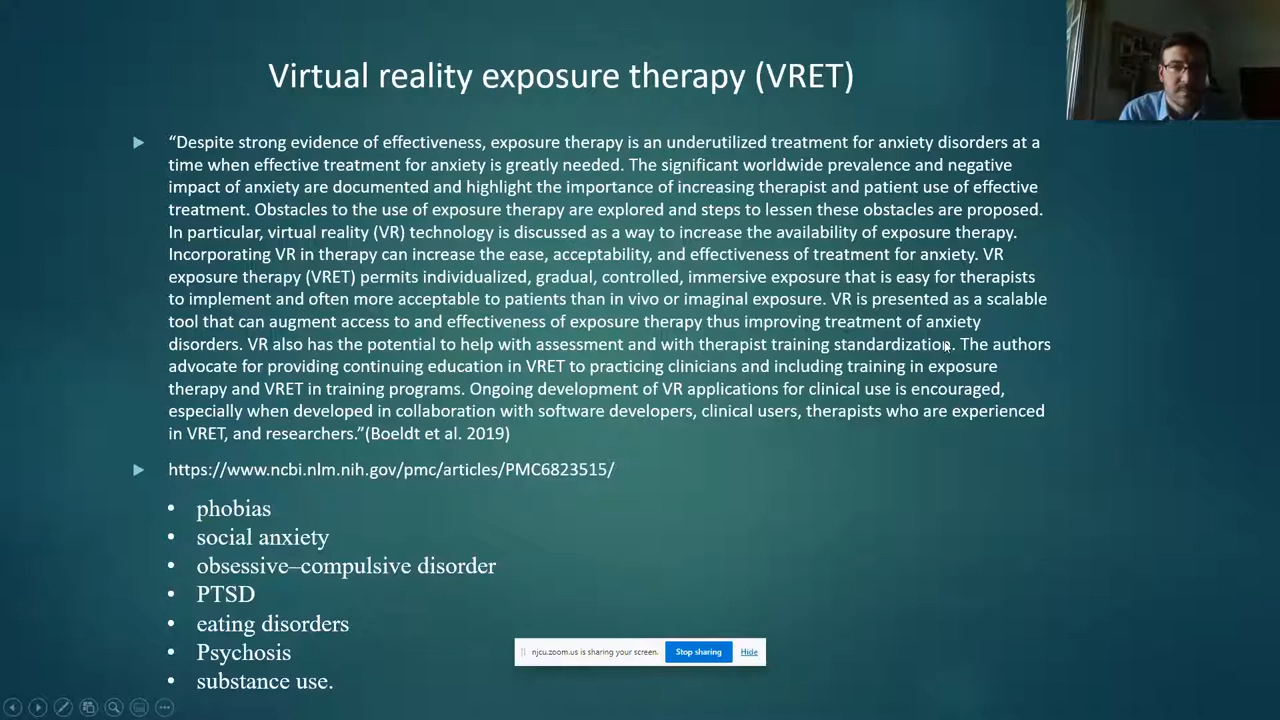 Virtual reality exposure therapy (VRET)
“Despite strong evidence of effectiveness, exposure therapy is an underutilized treatment for anxiety disorders at a
time when effective treatment for anxiety is greatly needed. The significant worldwide prevalence and negative
impact of anxiety are documented and highlight the importance of increasing therapist and patient use of effective
treatment. Obstacles to the use of exposure therapy are explored and steps to lessen these obstacles are proposed.
In particular, virtual reality (VR) technology is discussed as a way to increase the availability of exposure therapy.
Incorporating VR in therapy can increase the ease, acceptability, and effectiveness of treatment for anxiety. VR
exposure therapy (VRET) permits individualized, gradual, controlled, immersive exposure that is easy for therapists
to implement and often more acceptable to patients than in vivo or imaginal exposure. VR is presented as a scalable
tool that can augment access to and effectiveness of exposure therapy thus improving treatment of anxiety
disorders. VR also has the potential to help with assessment and with therapist training standardization. The authors
advocate for providing continuing education in VRET to practicing clinicians and including training in exposure
therapy and VRET in training programs. Ongoing development of VR applications for clinical use is encouraged,
especially when developed in collaboration with software developers, clinical users, therapists who are experienced
in VRET, and researchers.”(Boeldt et al. 2019)
https://www.ncbi.nlm.nih.gov/pmc/articles/PMC6823515/
• phobias
• social anxiety
• obsessive–compulsive disorder
• PTSD
• eating disorders
• Psychosis
• substance use.
njcu.zoom.us is sharing your screen. Stop sharing Hide